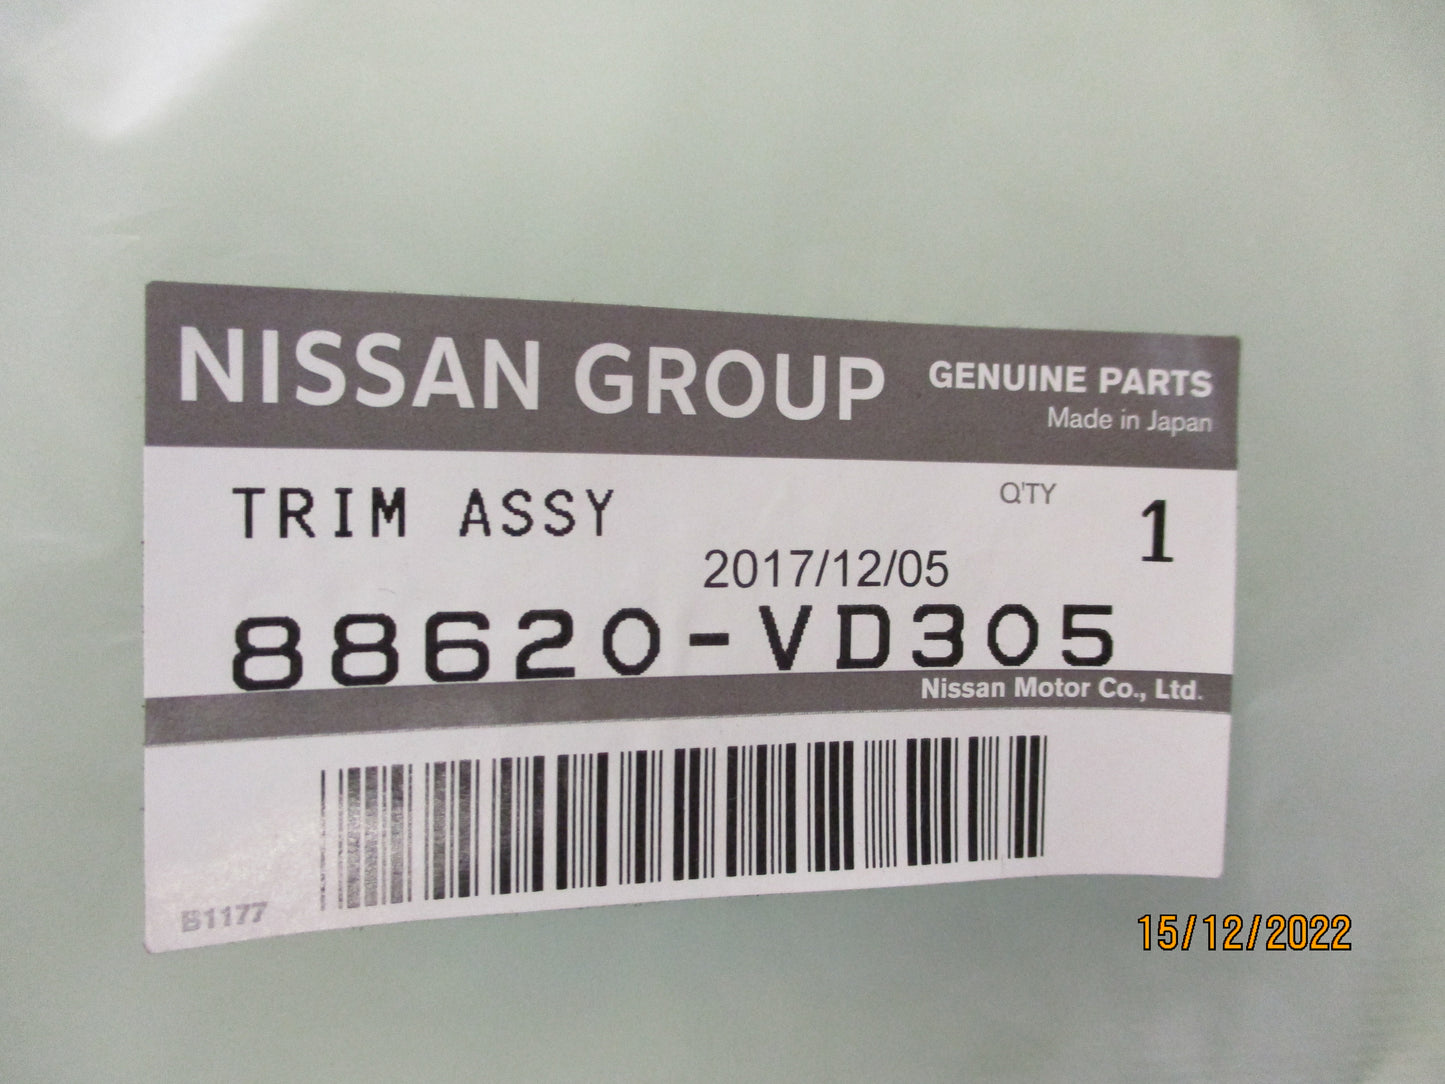 NISSAN GROUP
GENUINE PARTS
Made in Japan
TRIM ASSY
Q'TY
1
2017/12/05
88620-VD305
Nissan Motor Co., Ltd.
B1177
15/12/2022